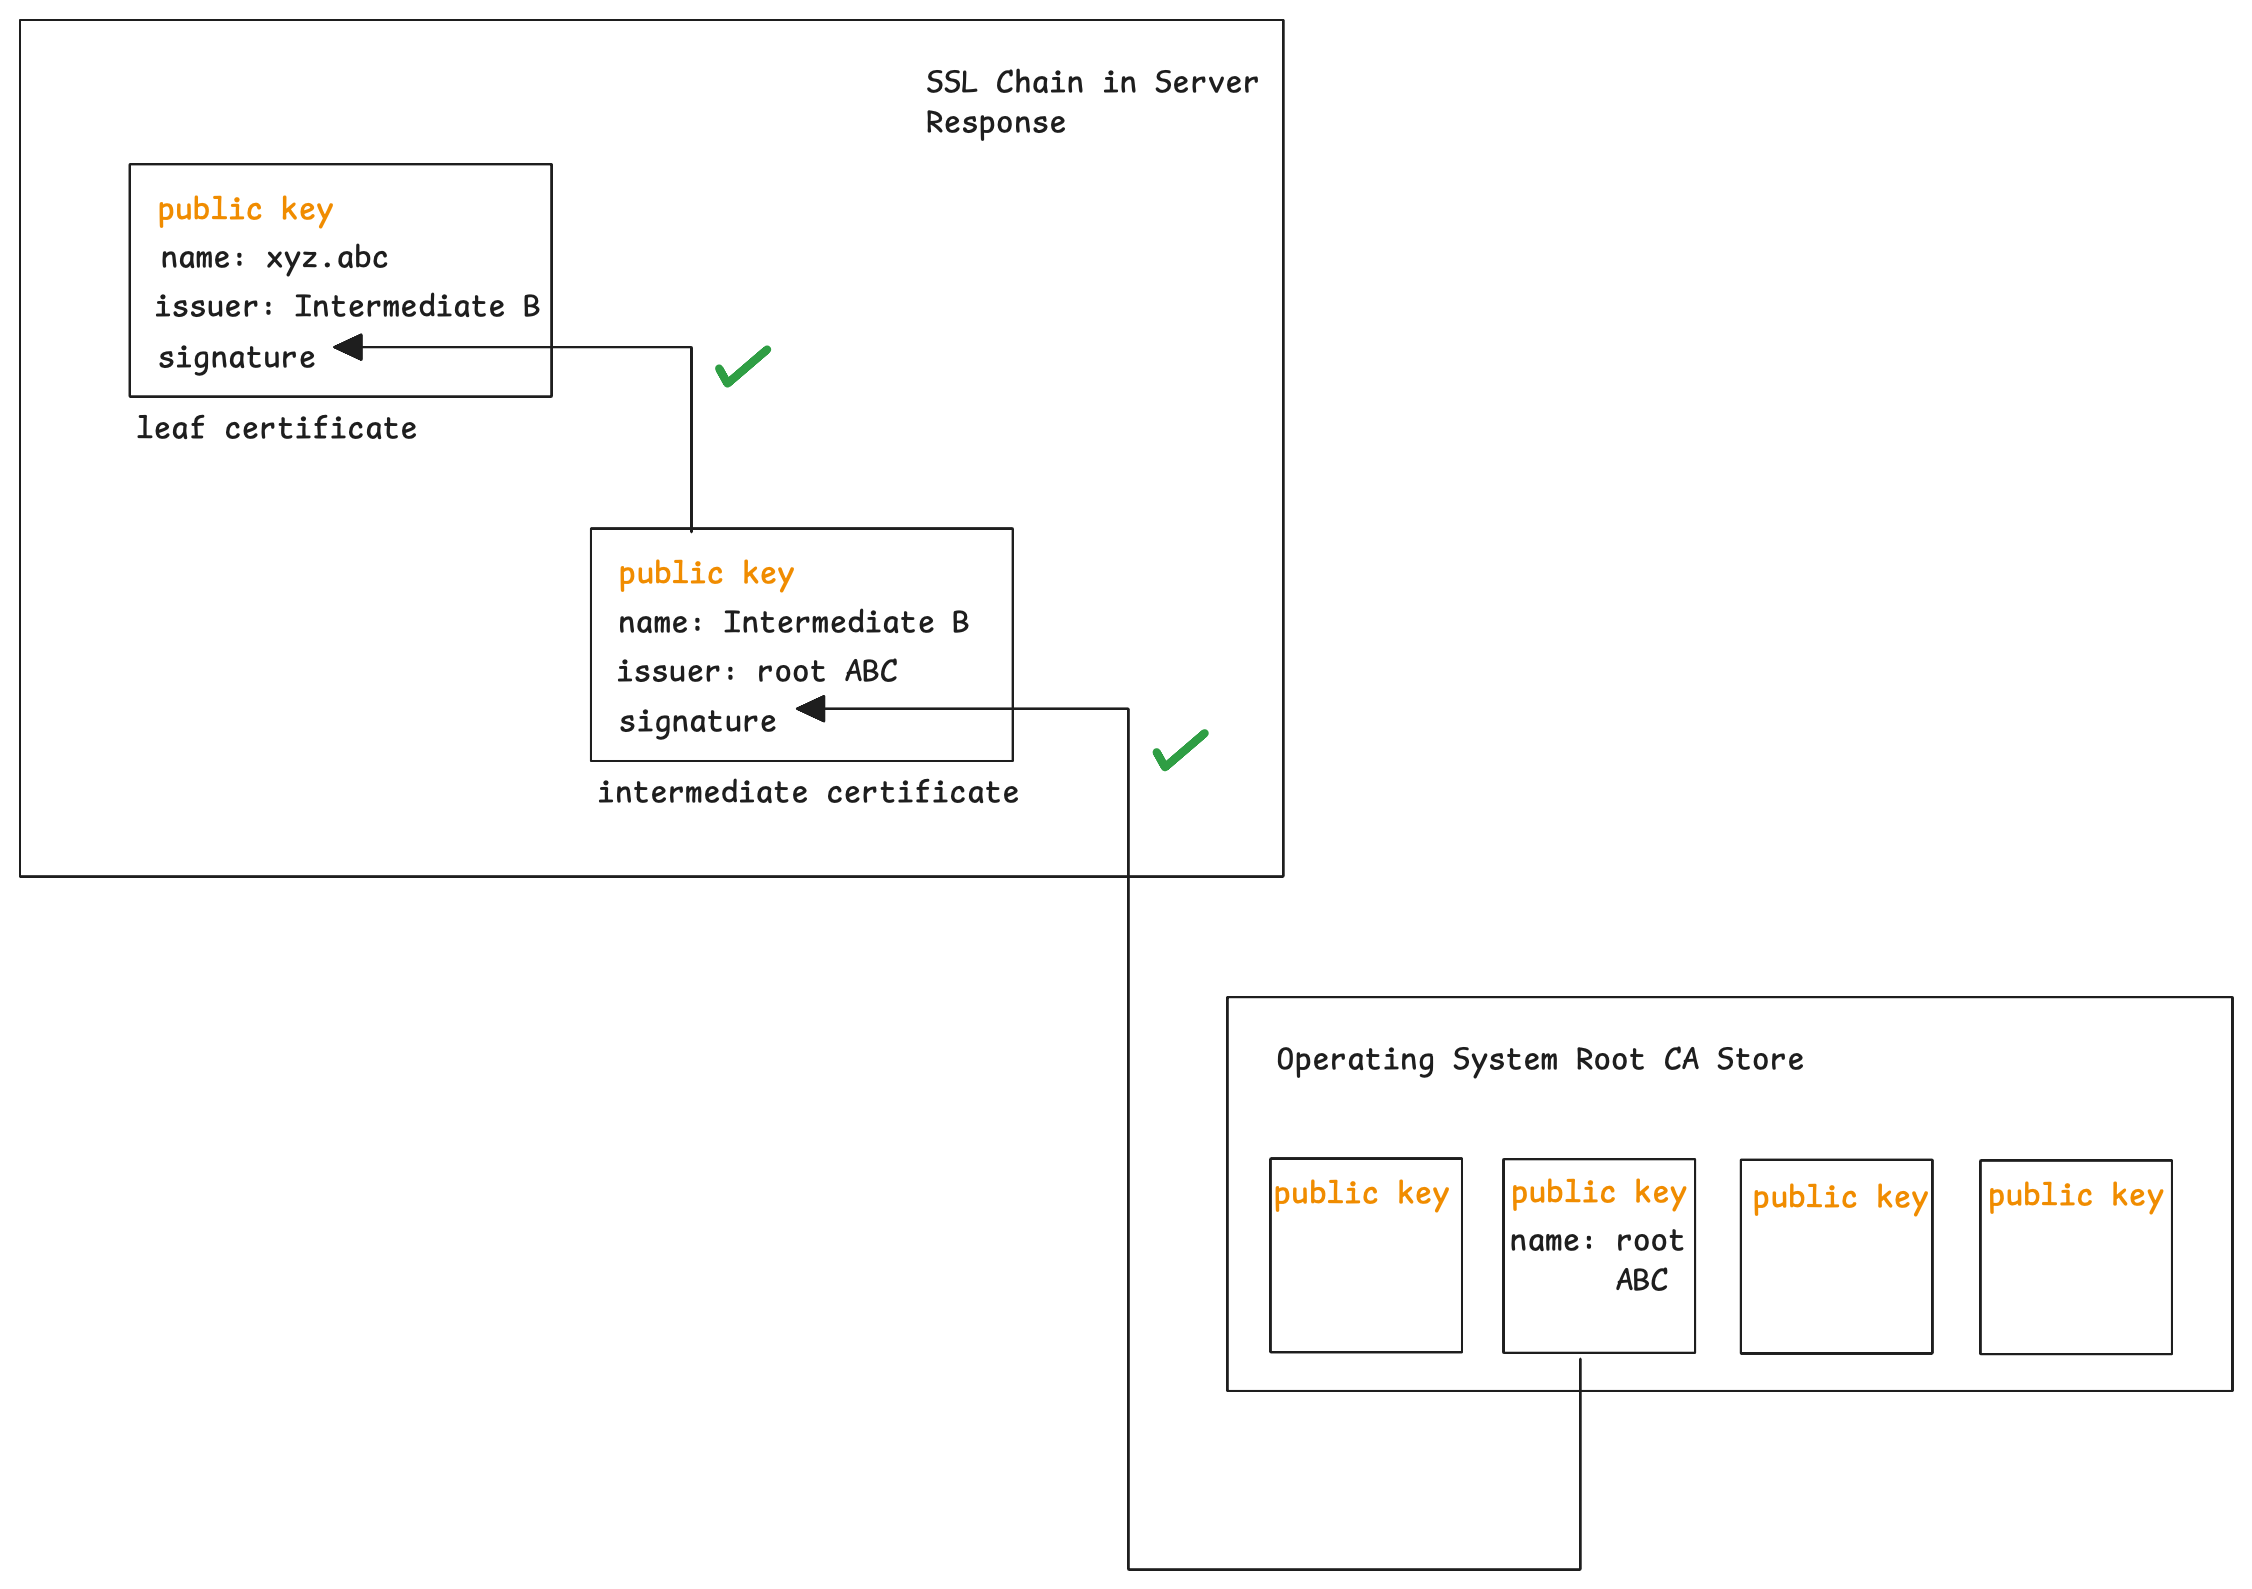 SSL Chain in Server
Response
public key
name: xyz.abc
issuer: Intermediate B
signature
leaf certificate
public key
name: Intermediate B
issuer: root ABC
signature
intermediate certificate
Operating System Root CA Store
public key
public key
name: root
ABC
public key
public key